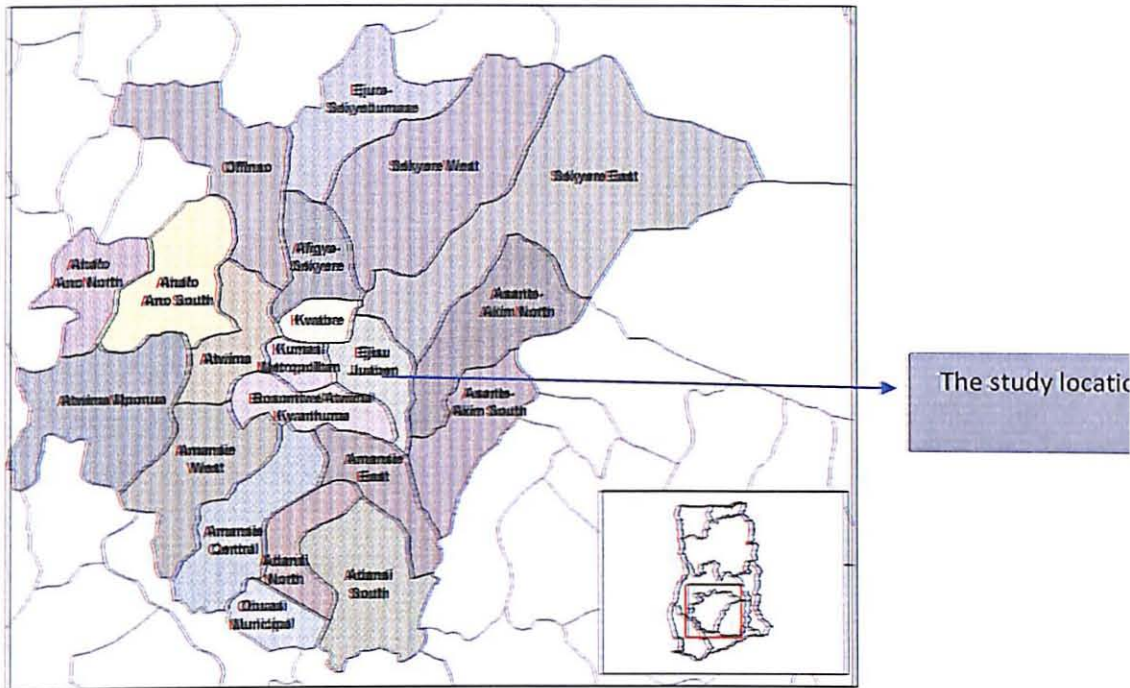 Ejura-
Sekyedumase
Offinso
Sekyere West
Sekyere East
Afigya-
Sekyere
Ahafo
Ano North
Ahafo
Ano South
Asante-
Akim North
Kwabre
Atwima
Kumasi
Metropolitan
Ejisu
Juaben
The study locatio
Atwima Mponua
Bosomtwe/Atwima/
Kwanhuma
Asante-
Akim South
Amansie
West
Amansie
East
Amansie
Central
Adansi
North
Adansi
South
Obuasi
Municipal